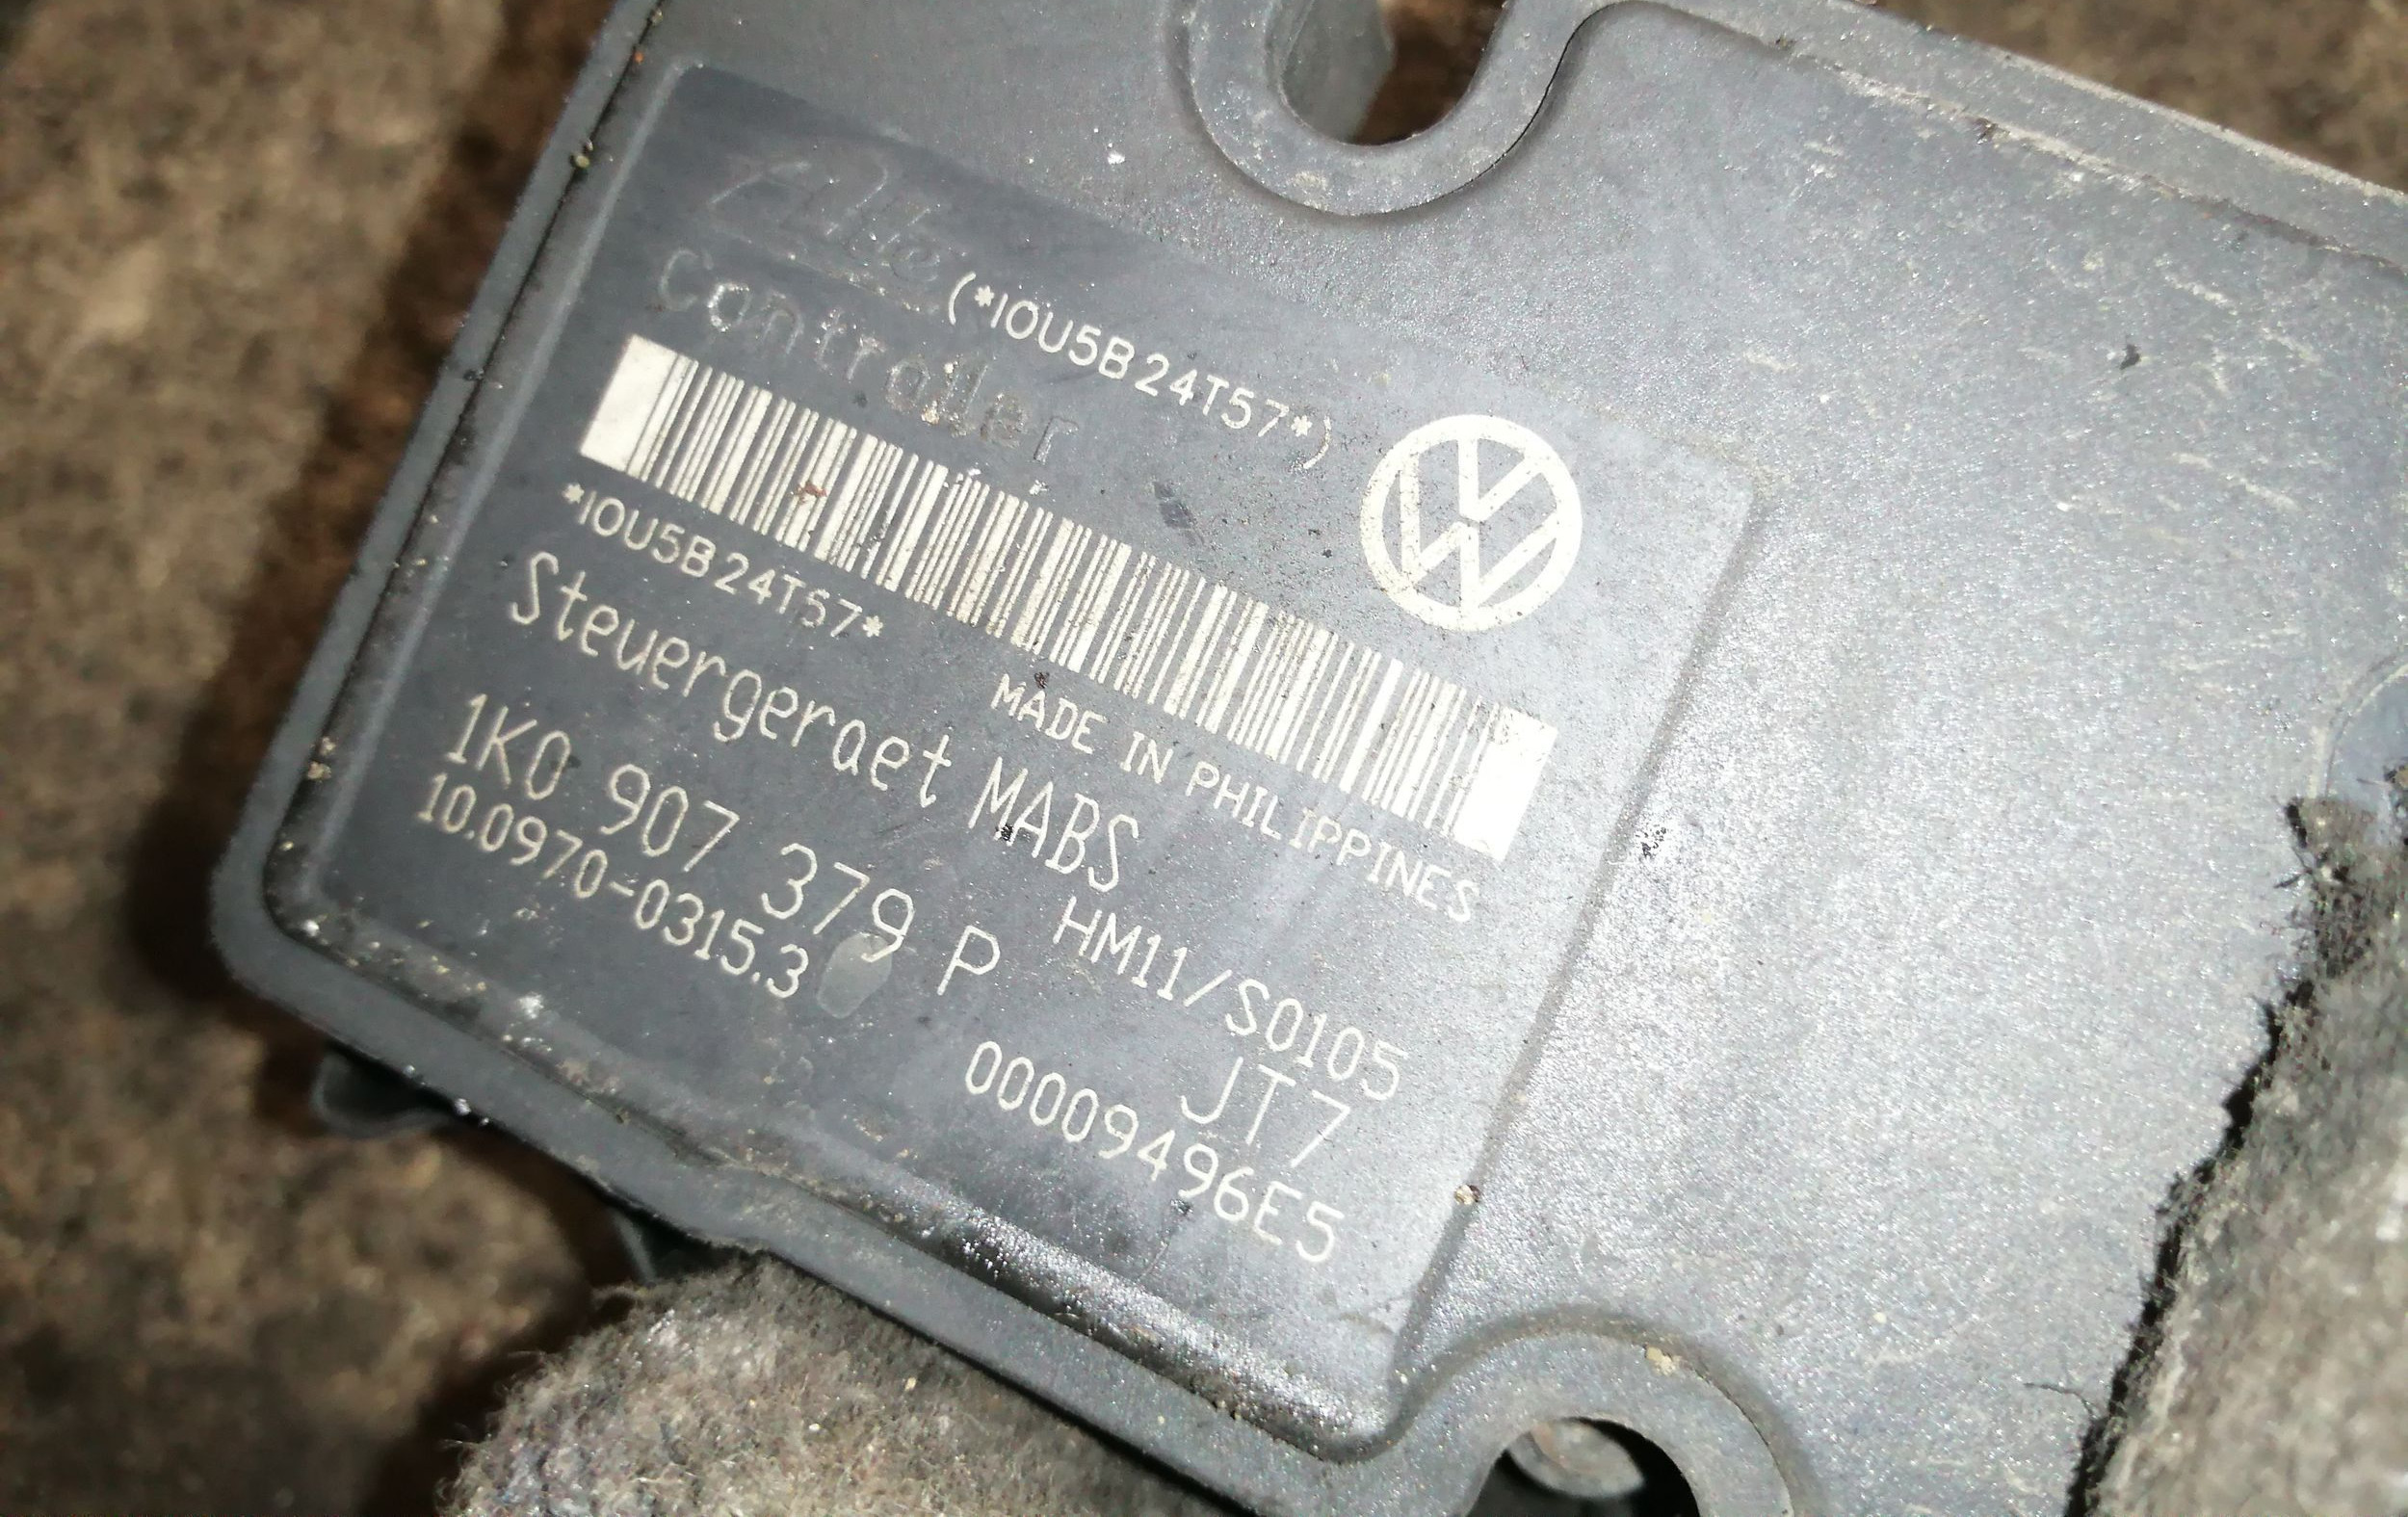 Ate
(*IOU5B24T57*)
Controller
*IOU5B24T57*
MADE IN PHILIPPINES
Steuergeraet MABS
HM11/S0105
1K0 907 379 P
JT7
10.0970-0315.3
00009496E5